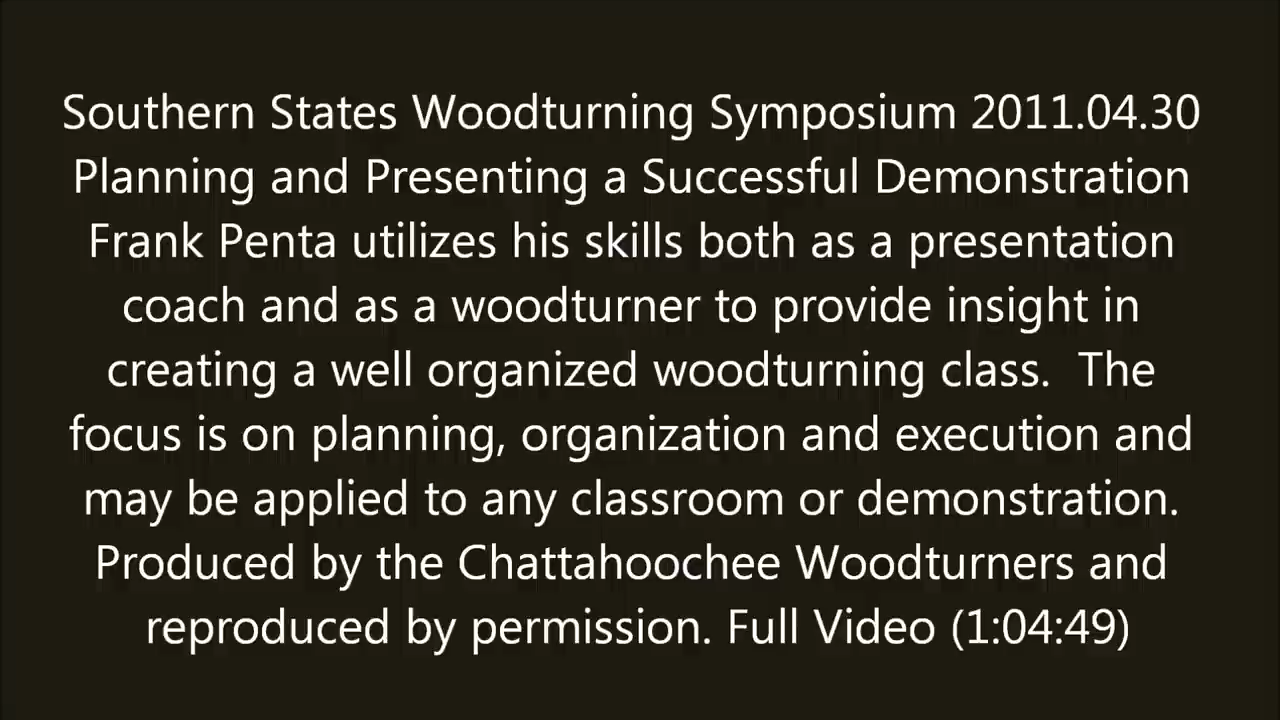 Southern States Woodturning Symposium 2011.04.30
Planning and Presenting a Successful Demonstration
Frank Penta utilizes his skills both as a presentation
coach and as a woodturner to provide insight in
creating a well organized woodturning class.  The
focus is on planning, organization and execution and
may be applied to any classroom or demonstration.
Produced by the Chattahoochee Woodturners and
reproduced by permission. Full Video (1:04:49)